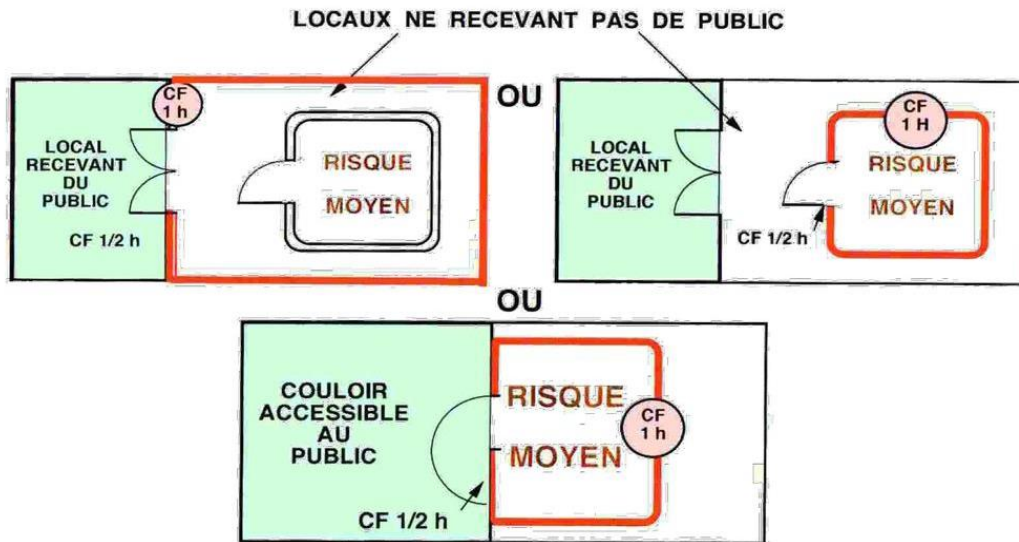 LOCAUX NE RECEVANT PAS DE PUBLIC
CF
1 h
LOCAL
RECEVANT
DU
PUBLIC
CF 1/2 h
RISQUE
MOYEN
OU
LOCAL
RECEVANT
DU
PUBLIC
CF
1 H
RISQUE
MOYEN
CF 1/2 h
OU
COULOIR
ACCESSIBLE
AU
PUBLIC
RISQUE
MOYEN
CF
1 h
CF 1/2 h